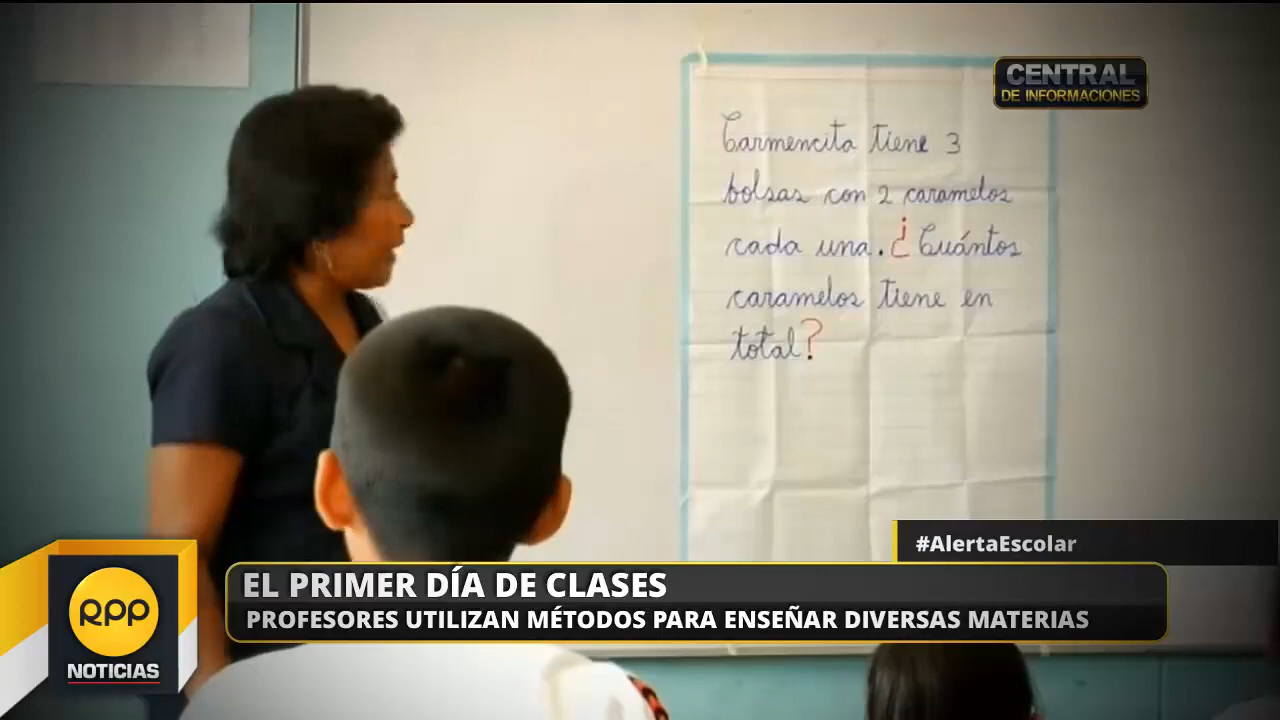 CENTRAL
DE INFORMACIONES
Carmencita tiene 3
bolsas con 2 caramelos
cada una. ¿Cuántos
caramelos tiene en
total?
#AlertaEscolar
EL PRIMER DÍA DE CLASES
PROFESORES UTILIZAN MÉTODOS PARA ENSEÑAR DIVERSAS MATERIAS
RPP
NOTICIAS